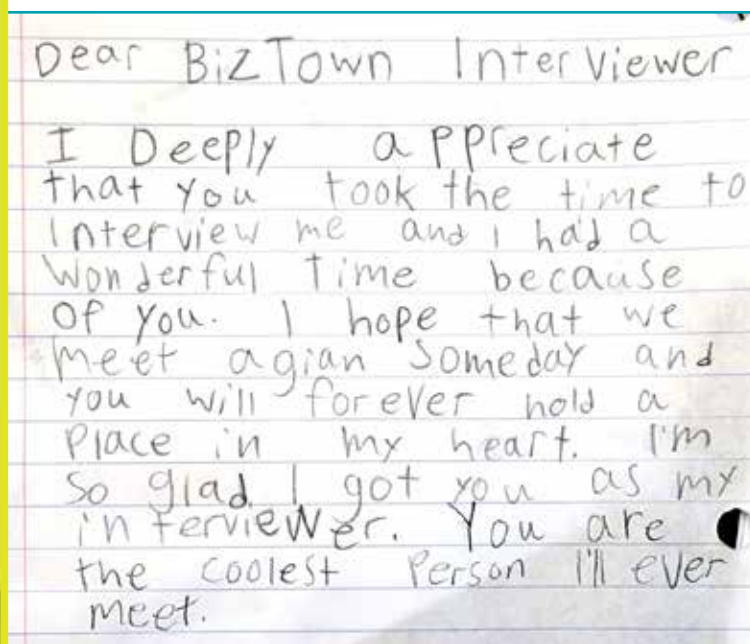 Dear BizTown Interviewer
I Deeply appreciate
that you took the time to
Interview me and I had a
Wonderful Time because
Of you. I hope that we
meet agian Someday and
you will forever hold a
Place in my heart. I'm
So glad I got you as my
interviewer. You are
the coolest Person I'll ever
meet.